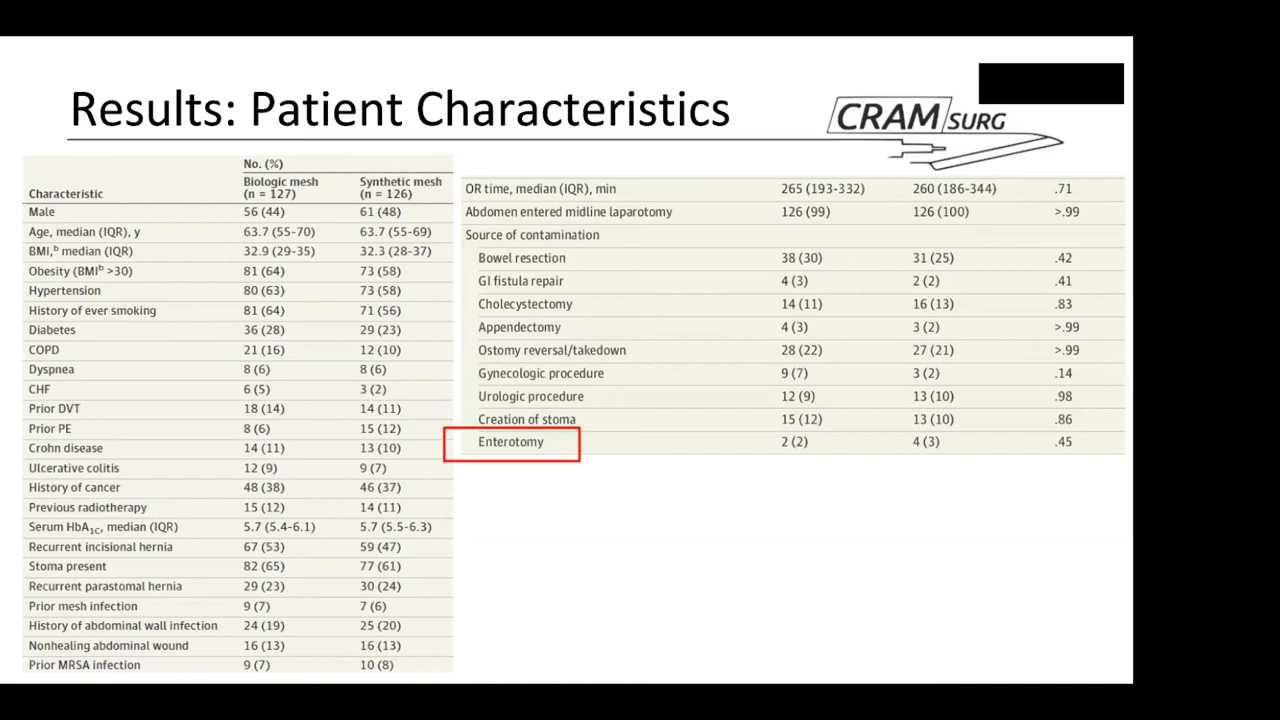 Results: Patient Characteristics
CRAM SURG
No. (%)
Characteristic Biologic mesh (n = 127) Synthetic mesh (n = 126)
Male 56 (44) 61 (48)
Age, median (IQR), y 63.7 (55-70) 63.7 (55-69)
BMI,b median (IQR) 32.9 (29-35) 32.3 (28-37)
Obesity (BMIb >30) 81 (64) 73 (58)
Hypertension 80 (63) 73 (58)
History of ever smoking 81 (64) 71 (56)
Diabetes 36 (28) 29 (23)
COPD 21 (16) 12 (10)
Dyspnea 8 (6) 8 (6)
CHF 6 (5) 3 (2)
Prior DVT 18 (14) 14 (11)
Prior PE 8 (6) 15 (12)
Crohn disease 14 (11) 13 (10)
Ulcerative colitis 12 (9) 9 (7)
History of cancer 48 (38) 46 (37)
Previous radiotherapy 15 (12) 14 (11)
Serum HbA1C, median (IQR) 5.7 (5.4-6.1) 5.7 (5.5-6.3)
Recurrent incisional hernia 67 (53) 59 (47)
Stoma present 82 (65) 77 (61)
Recurrent parastomal hernia 29 (23) 30 (24)
Prior mesh infection 9 (7) 7 (6)
History of abdominal wall infection 24 (19) 25 (20)
Nonhealing abdominal wound 16 (13) 16 (13)
Prior MRSA infection 9 (7) 10 (8)
OR time, median (IQR), min 265 (193-332) 260 (186-344) .71
Abdomen entered midline laparotomy 126 (99) 126 (100) >.99
Source of contamination
Bowel resection 38 (30) 31 (25) .42
GI fistula repair 4 (3) 2 (2) .41
Cholecystectomy 14 (11) 16 (13) .83
Appendectomy 4 (3) 3 (2) >.99
Ostomy reversal/takedown 28 (22) 27 (21) >.99
Gynecologic procedure 9 (7) 3 (2) .14
Urologic procedure 12 (9) 13 (10) .98
Creation of stoma 15 (12) 13 (10) .86
Enterotomy 2 (2) 4 (3) .45